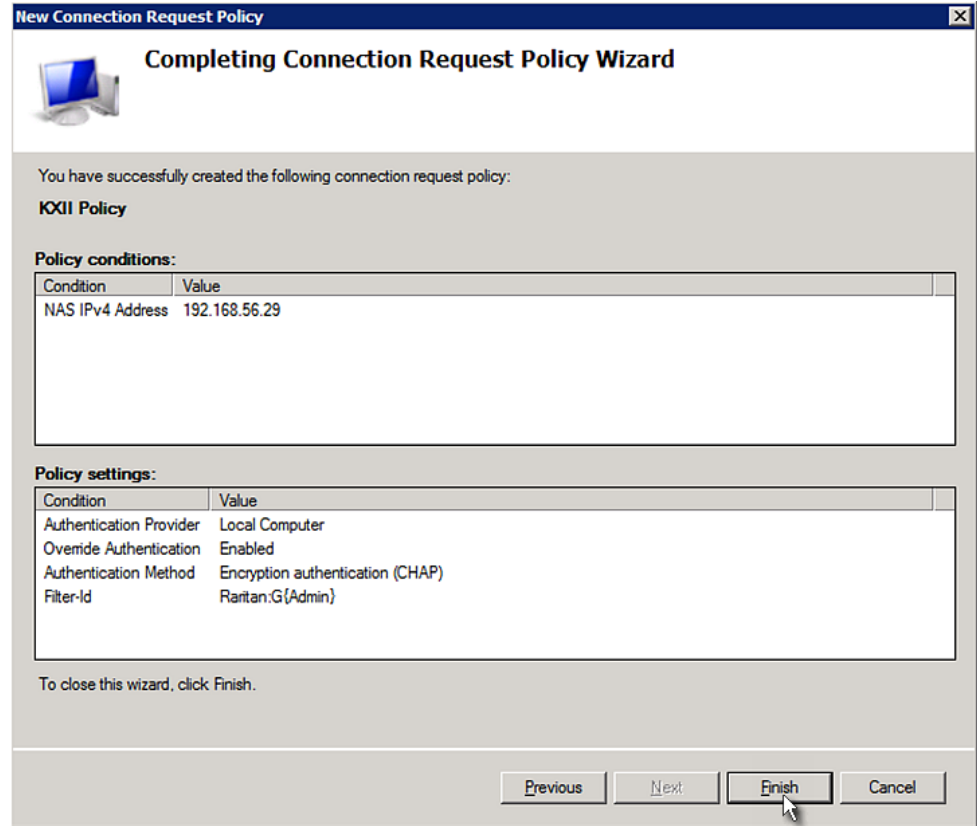 New Connection Request Policy
Completing Connection Request Policy Wizard
You have successfully created the following connection request policy:
KXII Policy
Policy conditions:
Condition Value
NAS IPv4 Address 192.168.56.29
Policy settings:
Condition Value
Authentication Provider Local Computer
Override Authentication Enabled
Authentication Method Encryption authentication (CHAP)
Filter-Id Raritan:G{Admin}
To close this wizard, click Finish.
Previous Next Finish Cancel